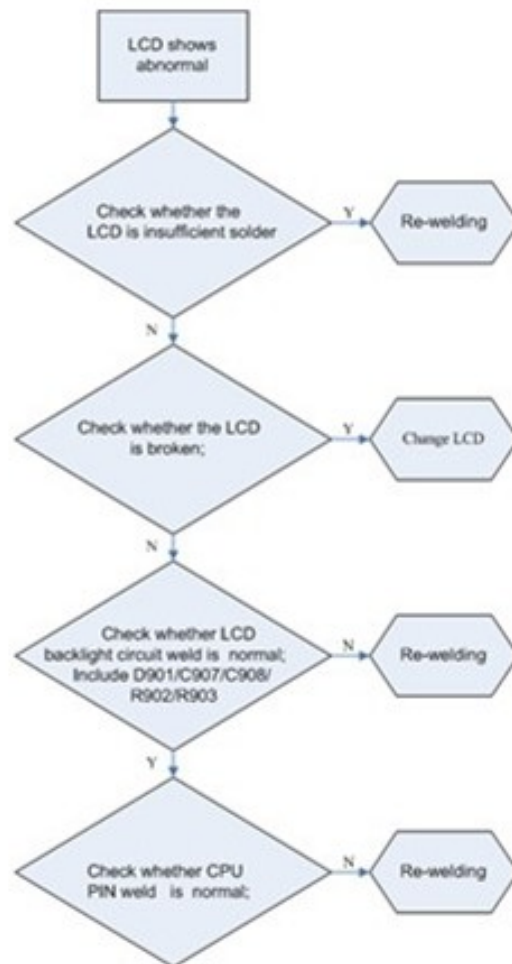 LCD shows
abnormal
Check whether the
LCD is insufficient solder
Y
Re-welding
N
Check whether the LCD
is broken;
Y
Change LCD
N
Check whether LCD
backlight circuit weld is normal;
Include D901/C907/C908/
R902/R903
N
Re-welding
Y
Check whether CPU
PIN weld is normal;
N
Re-welding